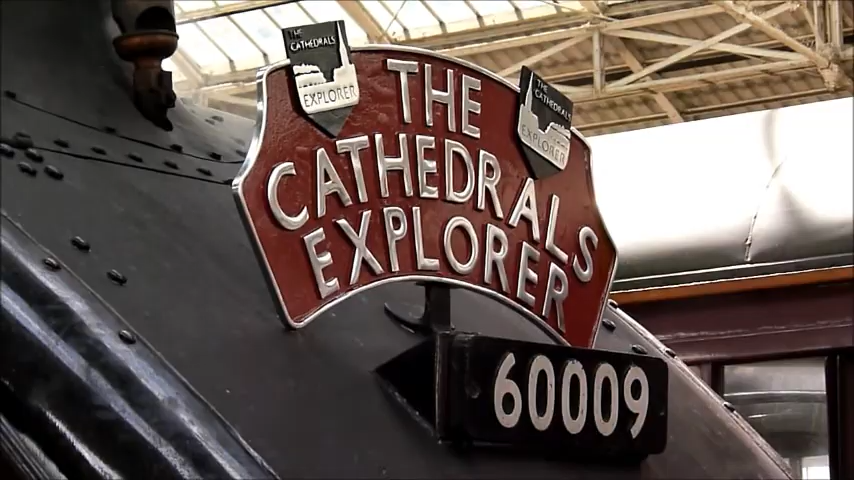 THE
CATHEDRALS
EXPLORER
THE
CATHEDRALS
EXPLORER
THE
CATHEDRALS
EXPLORER
60009